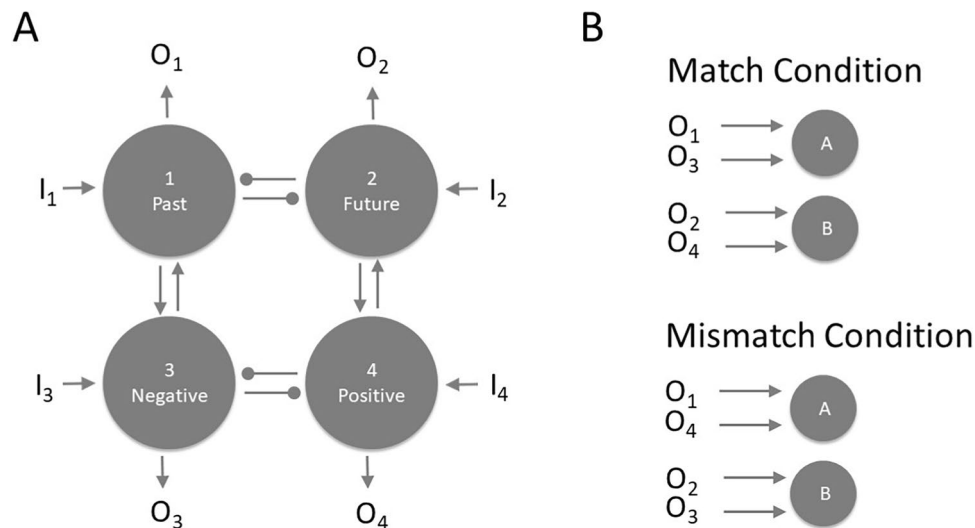 A
O₁ O₂
I₁ 1 Past 2 Future I₂
I₃ 3 Negative 4 Positive I₄
O₃ O₄
B
Match Condition
O₁
O₃
A
O₂
O₄
B
Mismatch Condition
O₁
O₄
A
O₂
O₃
B